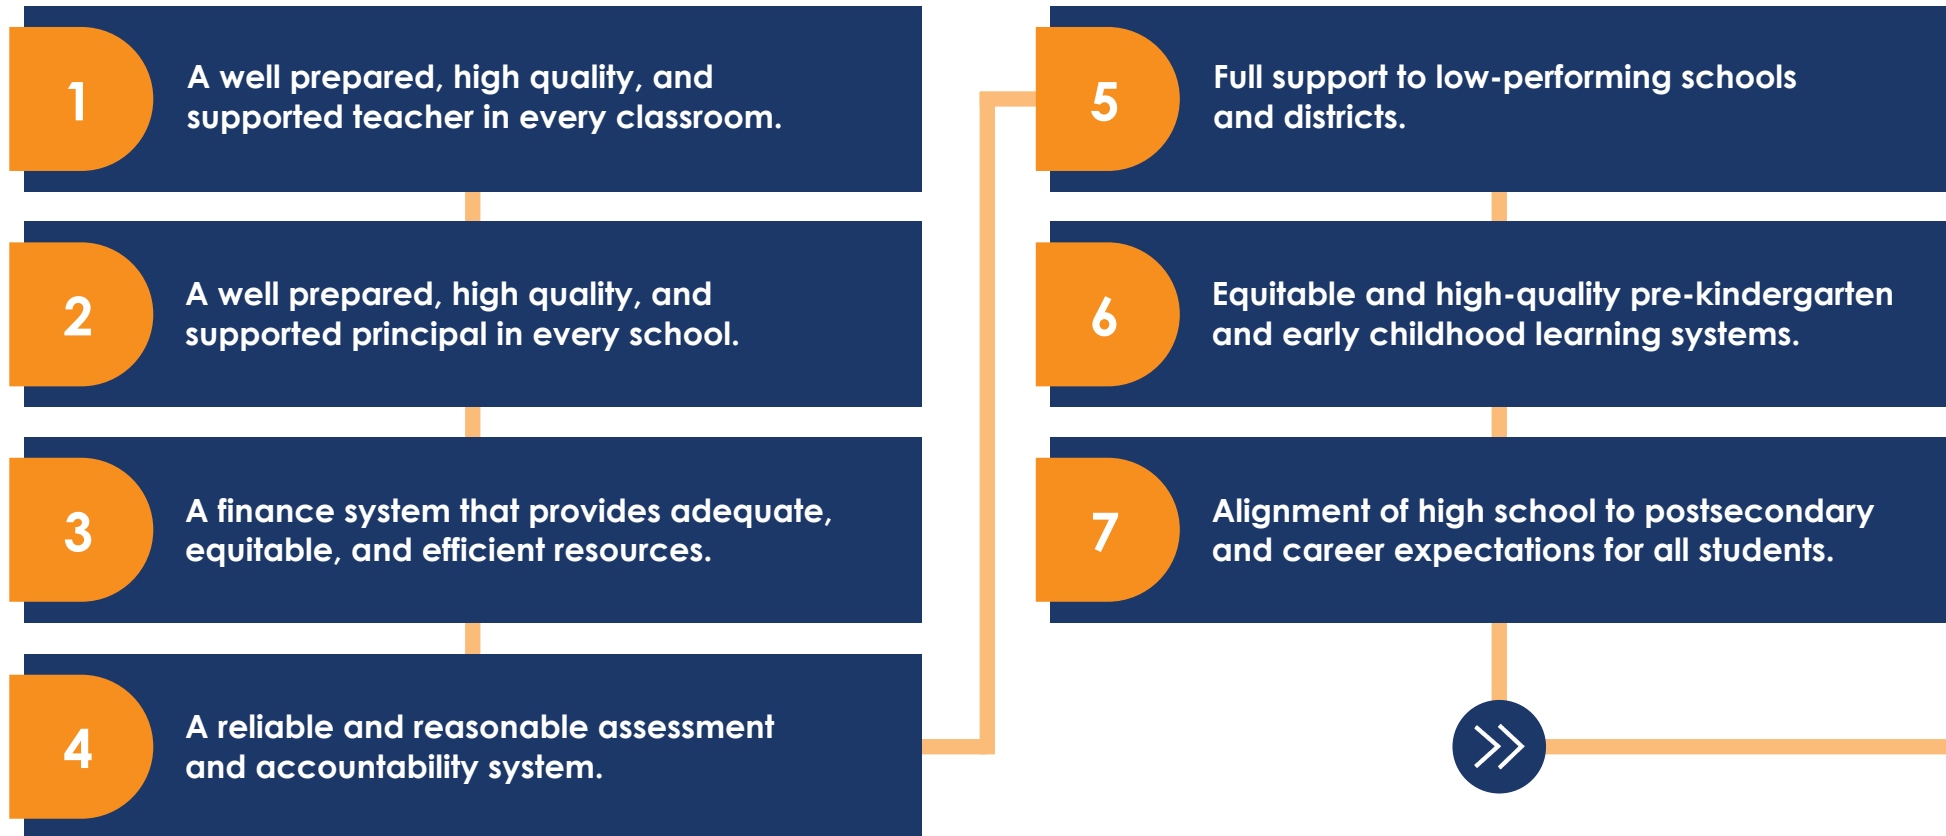 1
A well prepared, high quality, and
supported teacher in every classroom.
2
A well prepared, high quality, and
supported principal in every school.
3
A finance system that provides adequate,
equitable, and efficient resources.
4
A reliable and reasonable assessment
and accountability system.
5
Full support to low-performing schools
and districts.
6
Equitable and high-quality pre-kindergarten
and early childhood learning systems.
7
Alignment of high school to postsecondary
and career expectations for all students.